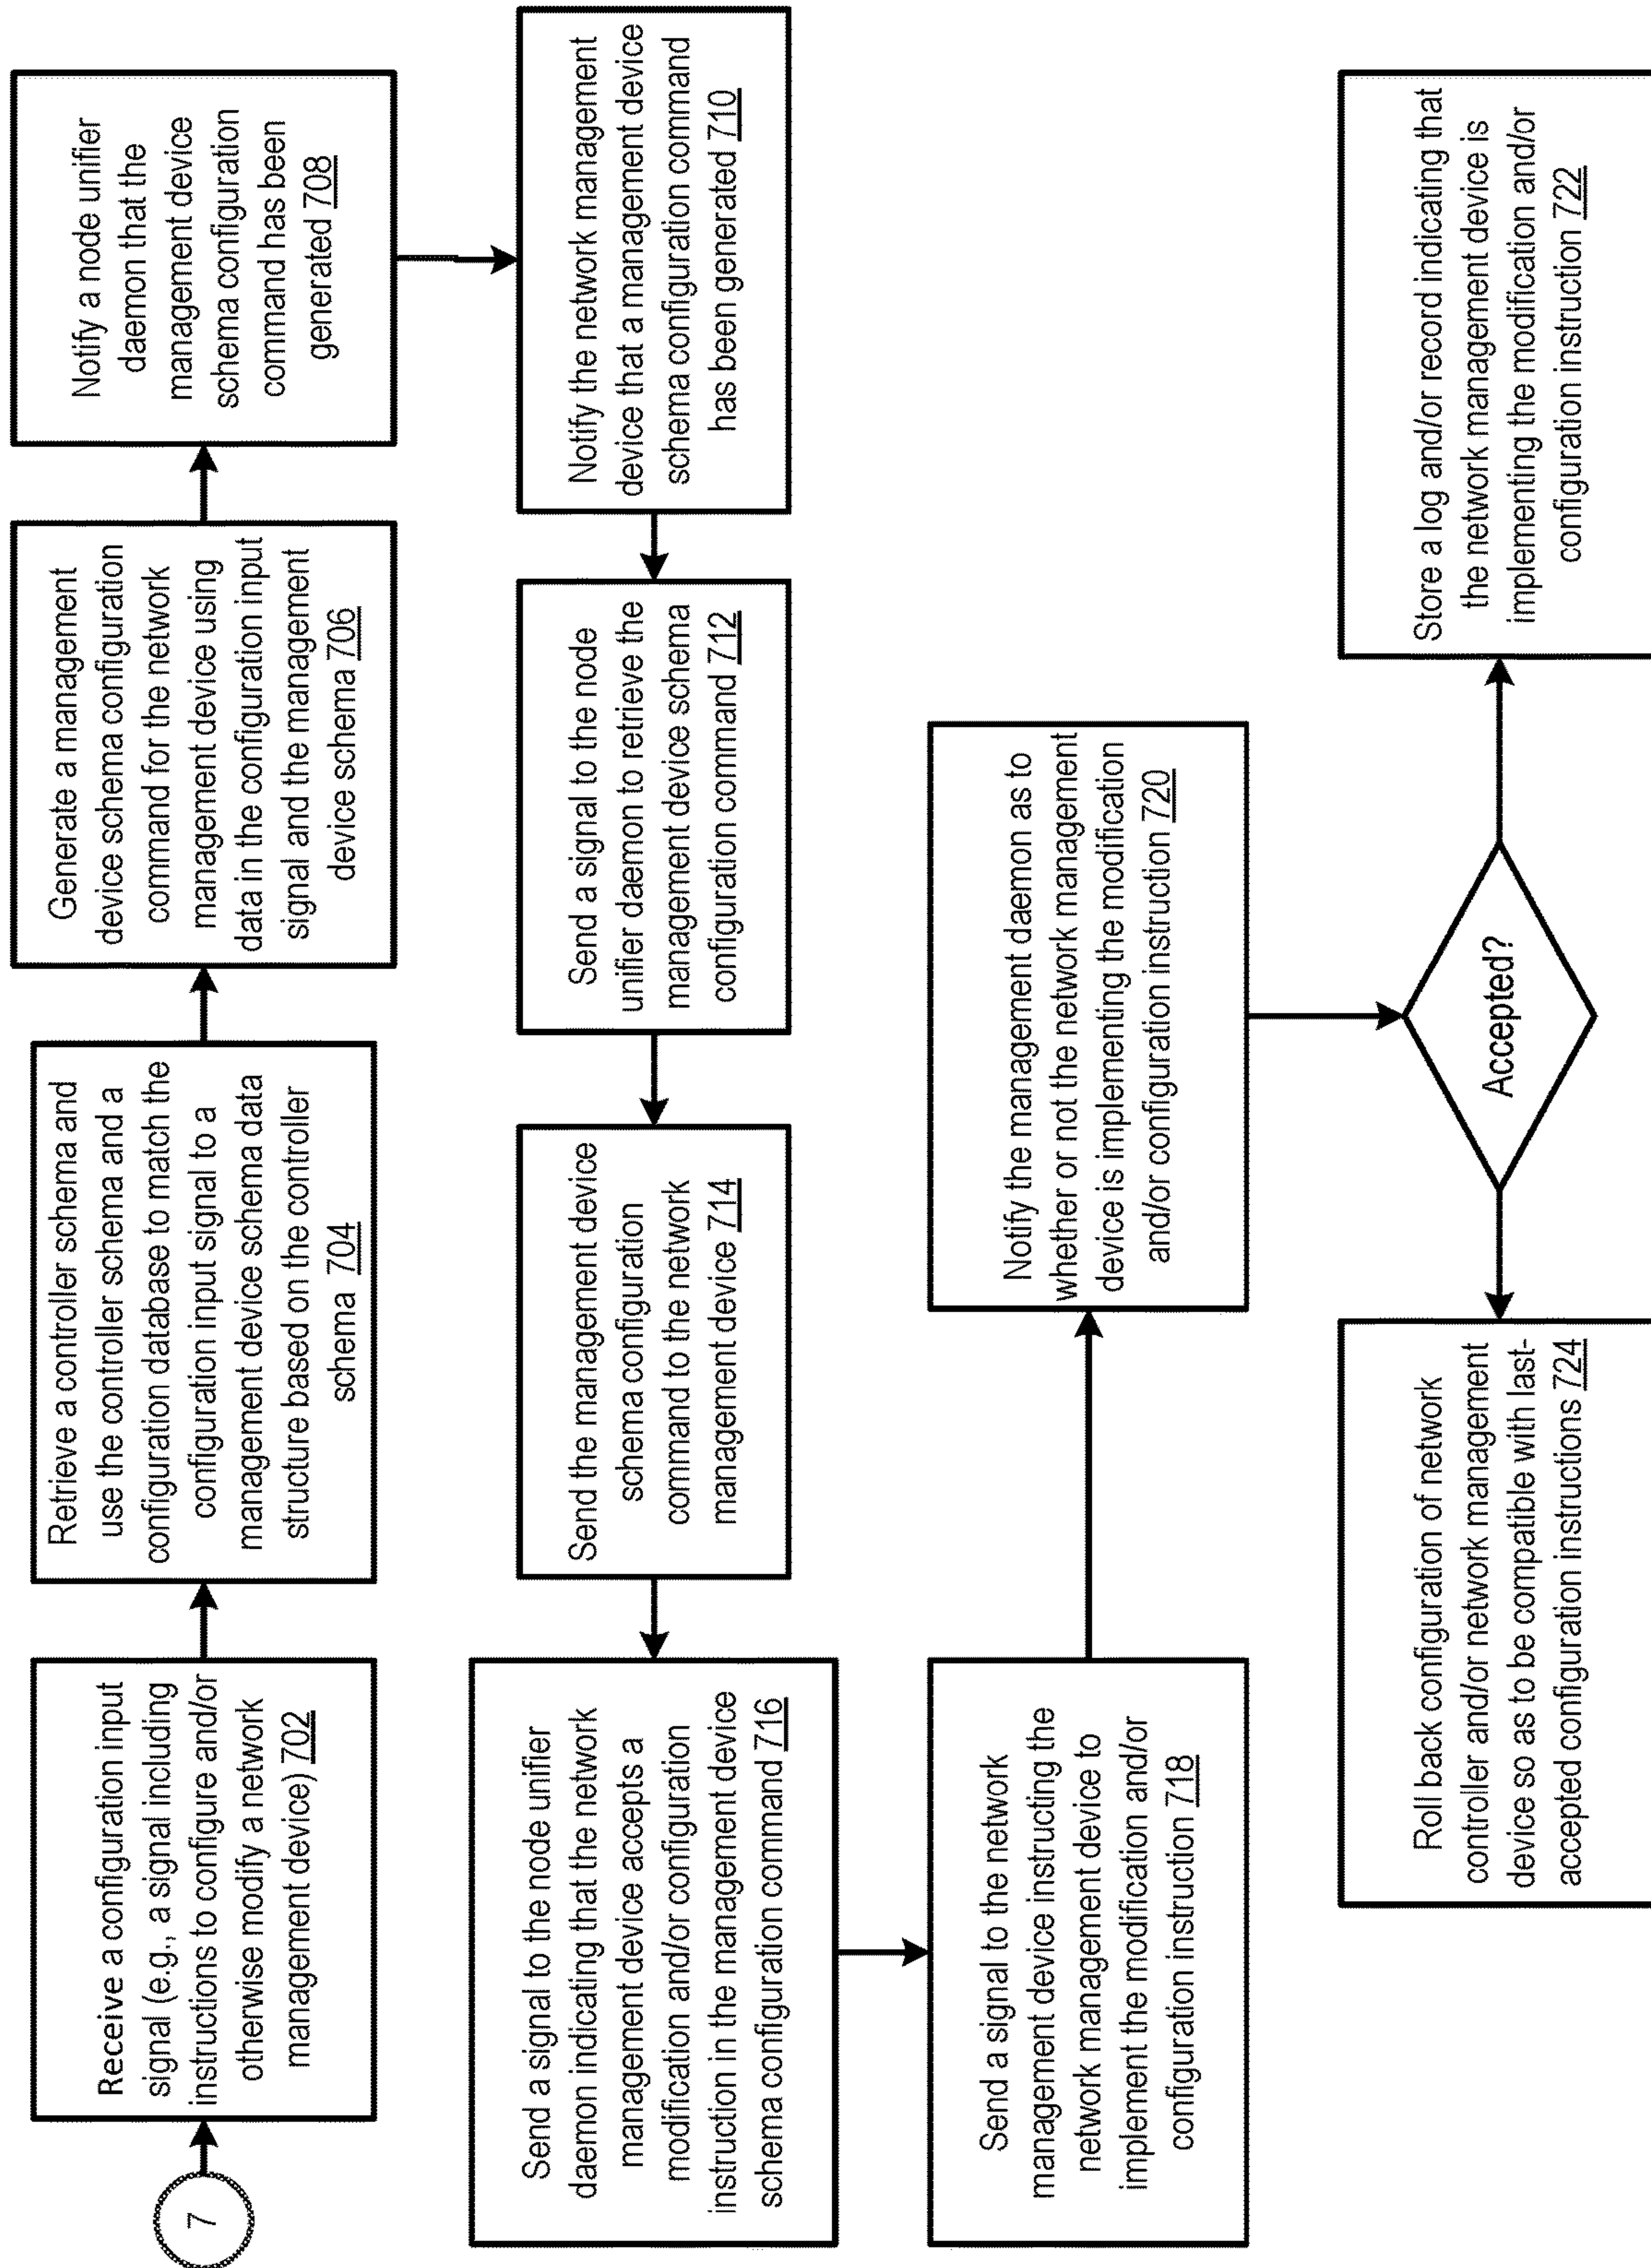 7
Receive a configuration input
signal (e.g., a signal including
instructions to configure and/or
otherwise modify a network
management device) 702
Retrieve a controller schema and
use the controller schema and a
configuration database to match the
configuration input signal to a
management device schema data
structure based on the controller
schema 704
Generate a management
device schema configuration
command for the network
management device using
data in the configuration input
signal and the management
device schema 706
Notify a node unifier
daemon that the
management device
schema configuration
command has been
generated 708
Notify the network management
device that a management device
schema configuration command
has been generated 710
Send a signal to the node
unifier daemon to retrieve the
management device schema
configuration command 712
Send the management device
schema configuration
command to the network
management device 714
Send a signal to the node unifier
daemon indicating that the network
management device accepts a
modification and/or configuration
instruction in the management device
schema configuration command 716
Send a signal to the network
management device instructing the
network management device to
implement the modification and/or
configuration instruction 718
Notify the management daemon as to
whether or not the network management
device is implementing the modification
and/or configuration instruction 720
Accepted?
Store a log and/or record indicating that
the network management device is
implementing the modification and/or
configuration instruction 722
Roll back configuration of network
controller and/or network management
device so as to be compatible with last-
accepted configuration instructions 724